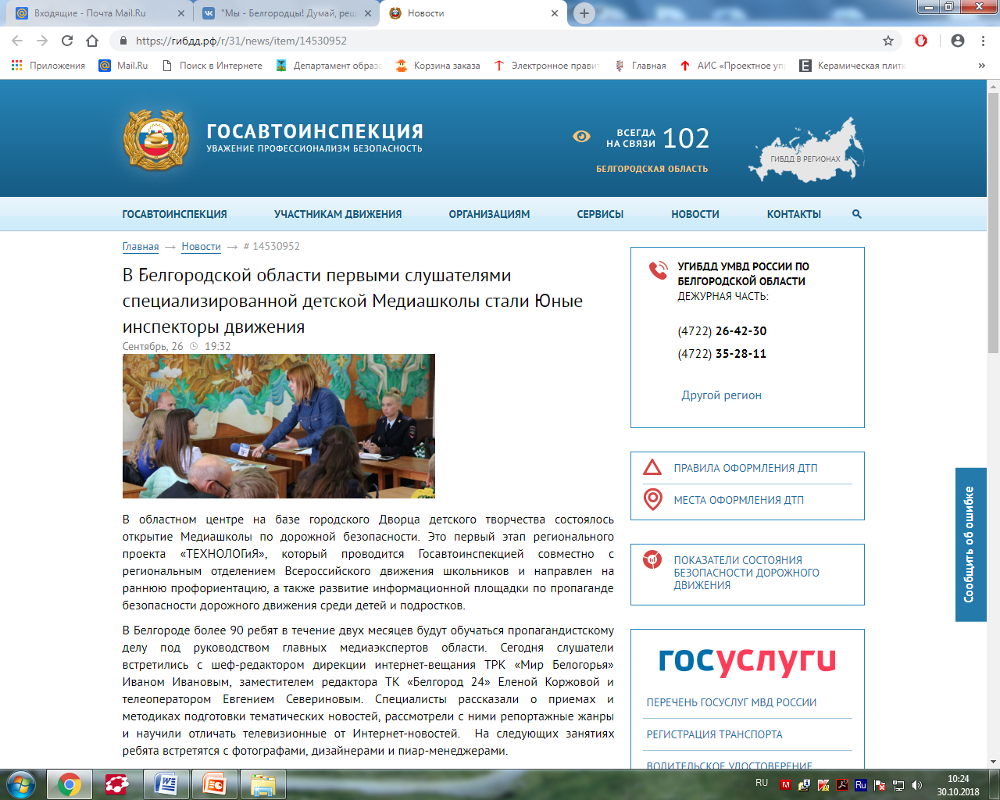 Входящие - Почта Mail.Ru
"Мы - Белгородцы! Думай, реш
Новости
https://гибдд.рф/r/31/news/item/14530952
Приложения
Mail.Ru
Поиск в Интернете
Департамент образо
Корзина заказа
Электронное правит
Главная
АИС «Проектное упр
Керамическая плитк
»
ГОСАВТОИНСПЕКЦИЯ
УВАЖЕНИЕ ПРОФЕССИОНАЛИЗМ БЕЗОПАСНОСТЬ
ВСЕГДА
НА СВЯЗИ 102
БЕЛГОРОДСКАЯ ОБЛАСТЬ
ГИБДД В РЕГИОНАХ
ГОСАВТОИНСПЕКЦИЯ
УЧАСТНИКАМ ДВИЖЕНИЯ
ОРГАНИЗАЦИЯМ
СЕРВИСЫ
НОВОСТИ
КОНТАКТЫ
Главная → Новости → # 14530952
В Белгородской области первыми слушателями
специализированной детской Медиашколы стали Юные
инспекторы движения
Сентябрь, 26 19:32
В областном центре на базе городского Дворца детского творчества состоялось
открытие Медиашколы по дорожной безопасности. Это первый этап регионального
проекта «ТЕХНОЛОГиЯ», который проводится Госавтоинспекцией совместно с
региональным отделением Всероссийского движения школьников и направлен на
раннюю профориентацию, а также развитие информационной площадки по пропаганде
безопасности дорожного движения среди детей и подростков.
В Белгороде более 90 ребят в течение двух месяцев будут обучаться пропагандистскому
делу под руководством главных медиаэкспертов области. Сегодня слушатели
встретились с шеф-редактором дирекции интернет-вещания ТРК «Мир Белогорья»
Иваном Ивановым, заместителем редактора ТК «Белгород 24» Еленой Коржовой и
телеоператором Евгением Севериновым. Специалисты рассказали о приемах и
методиках подготовки тематических новостей, рассмотрели с ними репортажные жанры
и научили отличать телевизионные от Интернет-новостей. На следующих занятиях
ребята встретятся с фотографами, дизайнерами и пиар-менеджерами.
УГИБДД УМВД РОССИИ ПО
БЕЛГОРОДСКОЙ ОБЛАСТИ
ДЕЖУРНАЯ ЧАСТЬ:
(4722) 26-42-30
(4722) 35-28-11
Другой регион
ПРАВИЛА ОФОРМЛЕНИЯ ДТП
МЕСТА ОФОРМЛЕНИЯ ДТП
ПОКАЗАТЕЛИ СОСТОЯНИЯ
БЕЗОПАСНОСТИ ДОРОЖНОГО
ДВИЖЕНИЯ
госуслуги
ПЕРЕЧЕНЬ ГОСУСЛУГ МВД РОССИИ
РЕГИСТРАЦИЯ ТРАНСПОРТА
ВОДИТЕЛЬСКОЕ УДОСТОВЕРЕНИЕ
Сообщить об ошибке
RU
Ru
10:24
30.10.2018